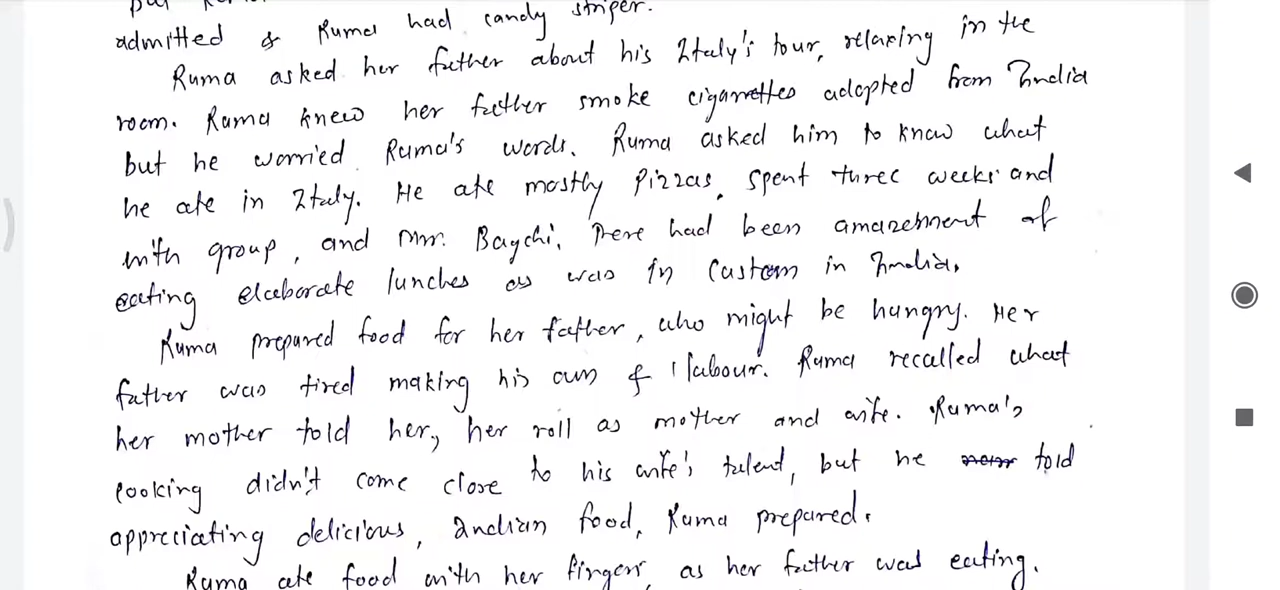 admitted & Ruma had candy striper.
Ruma asked her father about his Italy's tour, relaxing in the
room. Ruma knew her father smoke cigarettes adopted from India
but he worried Ruma's words. Ruma asked him to know what
he ate in Italy. He ate mostly pizzas, spent three weeks and
with group, and Mr. Bagchi. There had been amazement of
eating elaborate lunches as was in custom in India.
Ruma prepared food for her father, who might be hungry. Her
father was tired making his own & labour. Ruma recalled what
her mother told her, her roll as mother and wife. Ruma's
cooking didn't come close to his wife's talent, but he told
appreciating delicious, Indian food, Ruma prepared.
Ruma ate food with her fingers, as her father was eating.